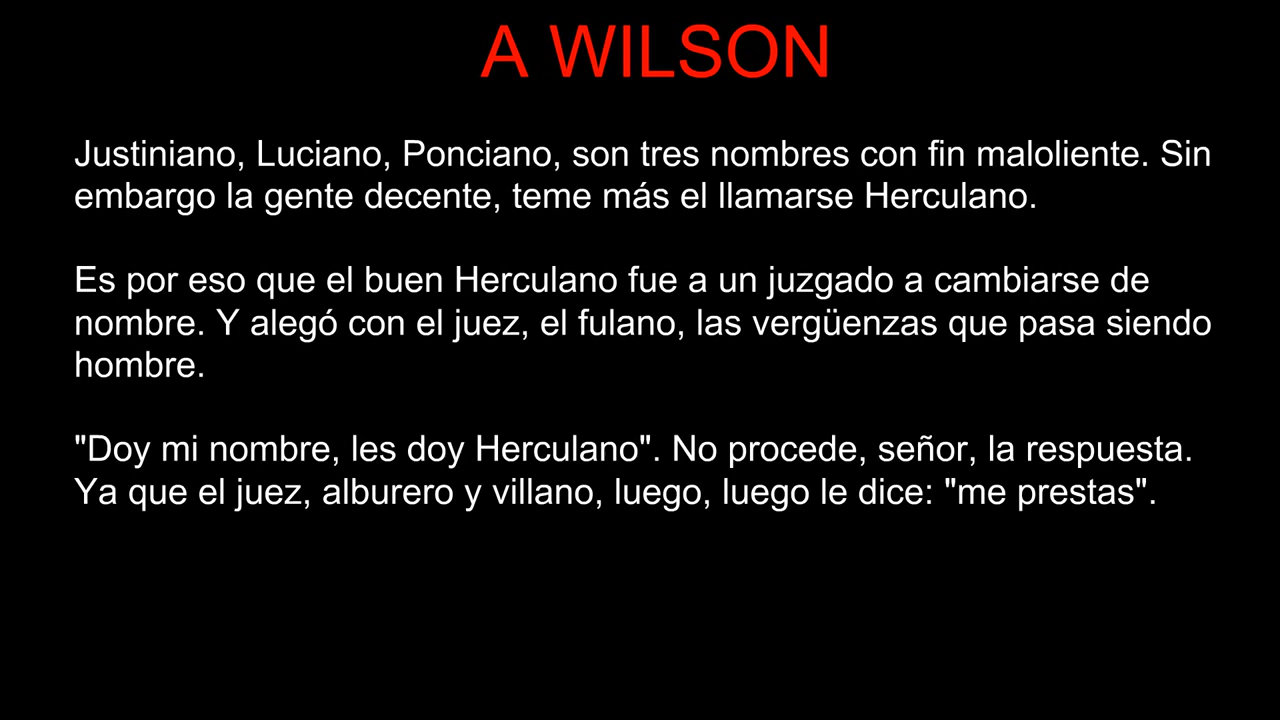 A WILSON
Justiniano, Luciano, Ponciano, son tres nombres con fin maloliente. Sin
embargo la gente decente, teme más el llamarse Herculano.
Es por eso que el buen Herculano fue a un juzgado a cambiarse de
nombre. Y alegó con el juez, el fulano, las vergüenzas que pasa siendo
hombre.
"Doy mi nombre, les doy Herculano". No procede, señor, la respuesta.
Ya que el juez, alburero y villano, luego, luego le dice: "me prestas".